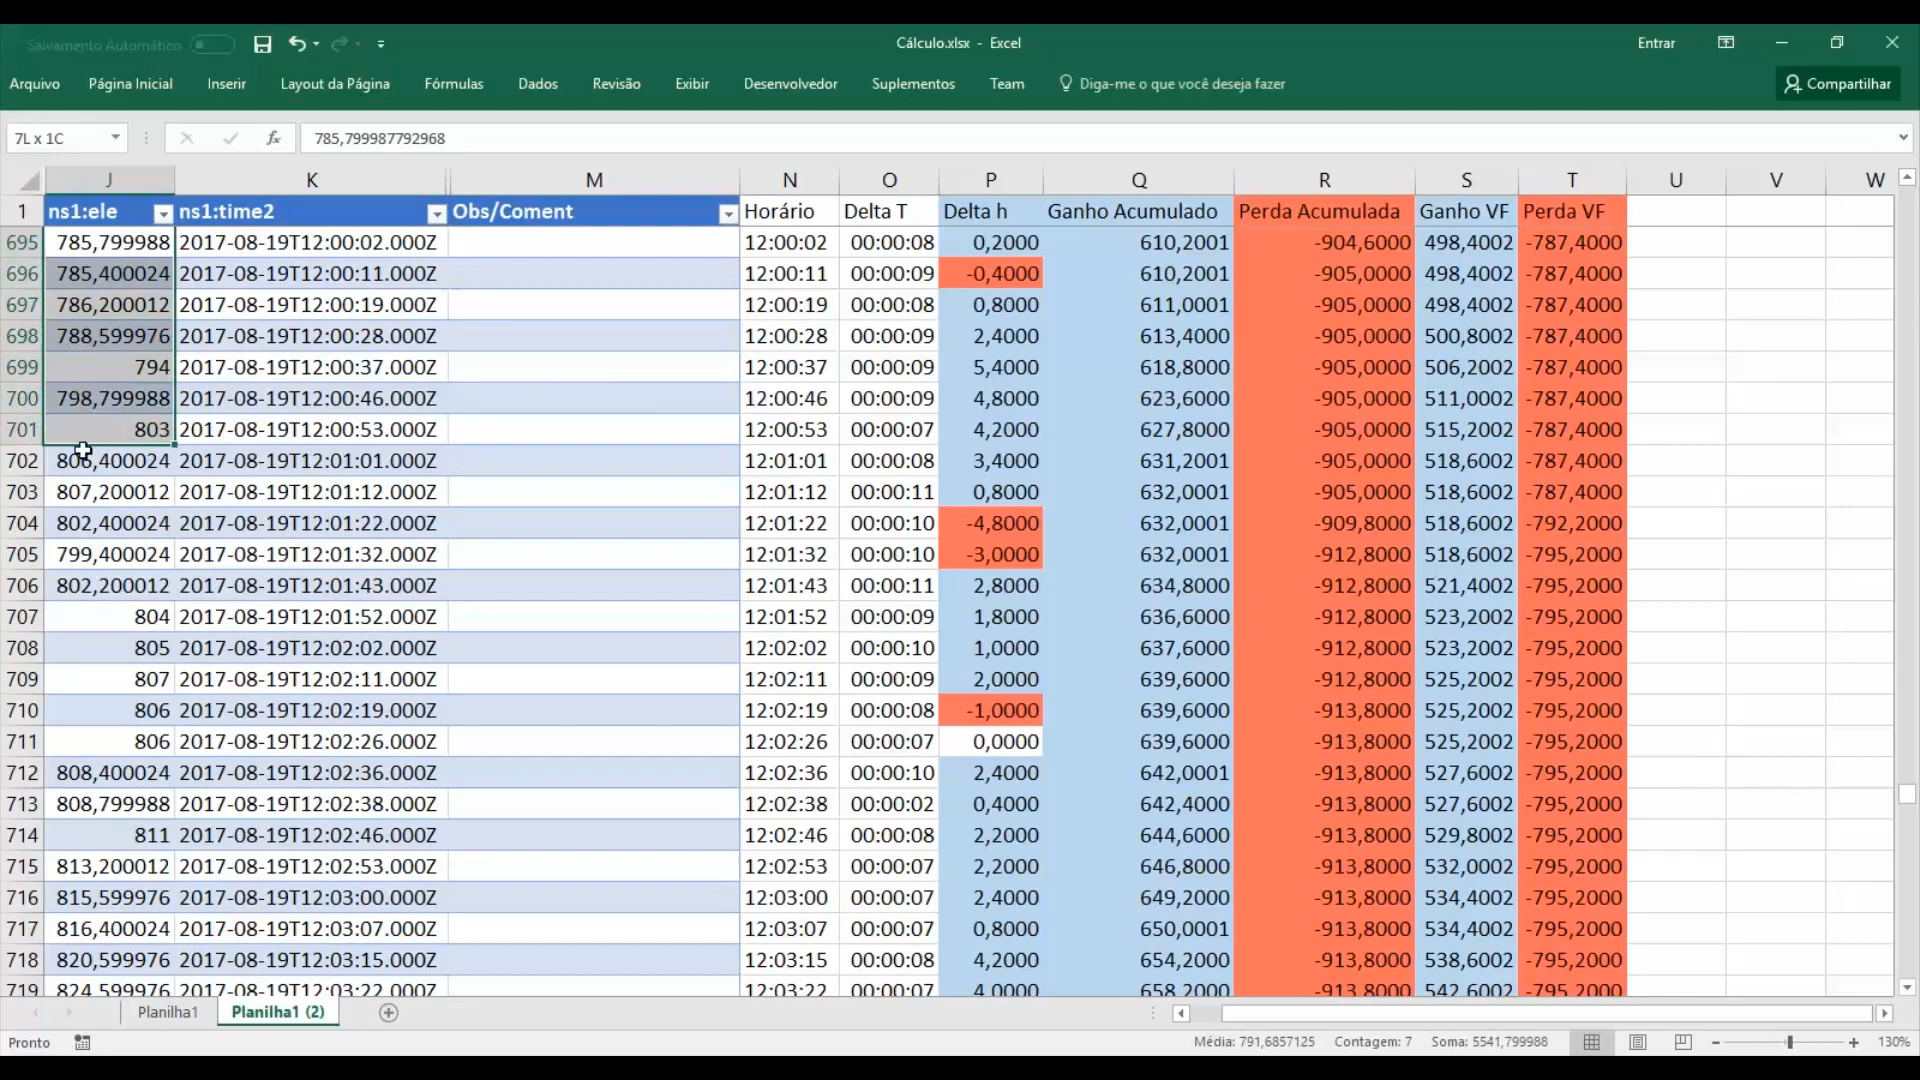 Salvamento Automático
Cálculo.xlsx - Excel
Entrar
Arquivo Página Inicial Inserir Layout da Página Fórmulas Dados Revisão Exibir Desenvolvedor Suplementos Team Diga-me o que você deseja fazer Compartilhar
7L x 1C fx 785,799987792968
J K M N O P Q R S T U V W
1 ns1:ele ns1:time2 Obs/Coment Horário Delta T Delta h Ganho Acumulado Perda Acumulada Ganho VF Perda VF
695 785,799988 2017-08-19T12:00:02.000Z 12:00:02 00:00:08 0,2000 610,2001 -904,6000 498,4002 -787,4000
696 785,400024 2017-08-19T12:00:11.000Z 12:00:11 00:00:09 -0,4000 610,2001 -905,0000 498,4002 -787,4000
697 786,200012 2017-08-19T12:00:19.000Z 12:00:19 00:00:08 0,8000 611,0001 -905,0000 498,4002 -787,4000
698 788,599976 2017-08-19T12:00:28.000Z 12:00:28 00:00:09 2,4000 613,4000 -905,0000 500,8002 -787,4000
699 794 2017-08-19T12:00:37.000Z 12:00:37 00:00:09 5,4000 618,8000 -905,0000 506,2002 -787,4000
700 798,799988 2017-08-19T12:00:46.000Z 12:00:46 00:00:09 4,8000 623,6000 -905,0000 511,0002 -787,4000
701 803 2017-08-19T12:00:53.000Z 12:00:53 00:00:07 4,2000 627,8000 -905,0000 515,2002 -787,4000
702 806,400024 2017-08-19T12:01:01.000Z 12:01:01 00:00:08 3,4000 631,2001 -905,0000 518,6002 -787,4000
703 807,200012 2017-08-19T12:01:12.000Z 12:01:12 00:00:11 0,8000 632,0001 -905,0000 518,6002 -787,4000
704 802,400024 2017-08-19T12:01:22.000Z 12:01:22 00:00:10 -4,8000 632,0001 -909,8000 518,6002 -792,2000
705 799,400024 2017-08-19T12:01:32.000Z 12:01:32 00:00:10 -3,0000 632,0001 -912,8000 518,6002 -795,2000
706 802,200012 2017-08-19T12:01:43.000Z 12:01:43 00:00:11 2,8000 634,8000 -912,8000 521,4002 -795,2000
707 804 2017-08-19T12:01:52.000Z 12:01:52 00:00:09 1,8000 636,6000 -912,8000 523,2002 -795,2000
708 805 2017-08-19T12:02:02.000Z 12:02:02 00:00:10 1,0000 637,6000 -912,8000 523,2002 -795,2000
709 807 2017-08-19T12:02:11.000Z 12:02:11 00:00:09 2,0000 639,6000 -912,8000 525,2002 -795,2000
710 806 2017-08-19T12:02:19.000Z 12:02:19 00:00:08 -1,0000 639,6000 -913,8000 525,2002 -795,2000
711 806 2017-08-19T12:02:26.000Z 12:02:26 00:00:07 0,0000 639,6000 -913,8000 525,2002 -795,2000
712 808,400024 2017-08-19T12:02:36.000Z 12:02:36 00:00:10 2,4000 642,0001 -913,8000 527,6002 -795,2000
713 808,799988 2017-08-19T12:02:38.000Z 12:02:38 00:00:02 0,4000 642,4000 -913,8000 527,6002 -795,2000
714 811 2017-08-19T12:02:46.000Z 12:02:46 00:00:08 2,2000 644,6000 -913,8000 529,8002 -795,2000
715 813,200012 2017-08-19T12:02:53.000Z 12:02:53 00:00:07 2,2000 646,8000 -913,8000 532,0002 -795,2000
716 815,599976 2017-08-19T12:03:00.000Z 12:03:00 00:00:07 2,4000 649,2000 -913,8000 534,4002 -795,2000
717 816,400024 2017-08-19T12:03:07.000Z 12:03:07 00:00:07 0,8000 650,0001 -913,8000 534,4002 -795,2000
718 820,599976 2017-08-19T12:03:15.000Z 12:03:15 00:00:08 4,2000 654,2000 -913,8000 538,6002 -795,2000
719 824,599976 2017-08-19T12:03:22.000Z 12:03:22 00:00:07 4,0000 658,2000 -913,8000 542,6002 -795,2000
Planilha1 Planilha1 (2)
Pronto Média: 791,6857125 Contagem: 7 Soma: 5541,799988 130%